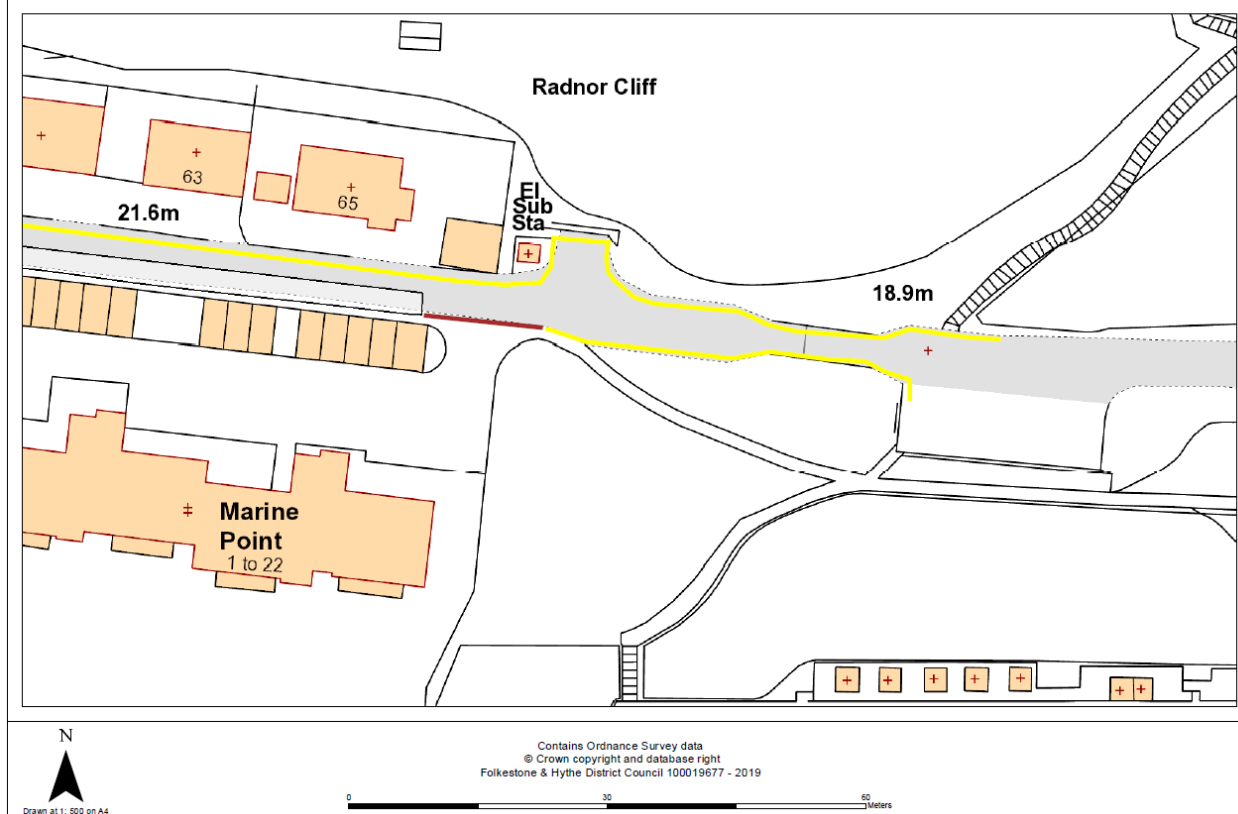 Radnor Cliff
63
65
El
Sub
Sta
21.6m
18.9m
Marine
Point
1 to 22
N
Drawn at 1: 500 on A4
Contains Ordnance Survey data
© Crown copyright and database right
Folkestone & Hythe District Council 100019677 - 2019
0
30
60
Meters